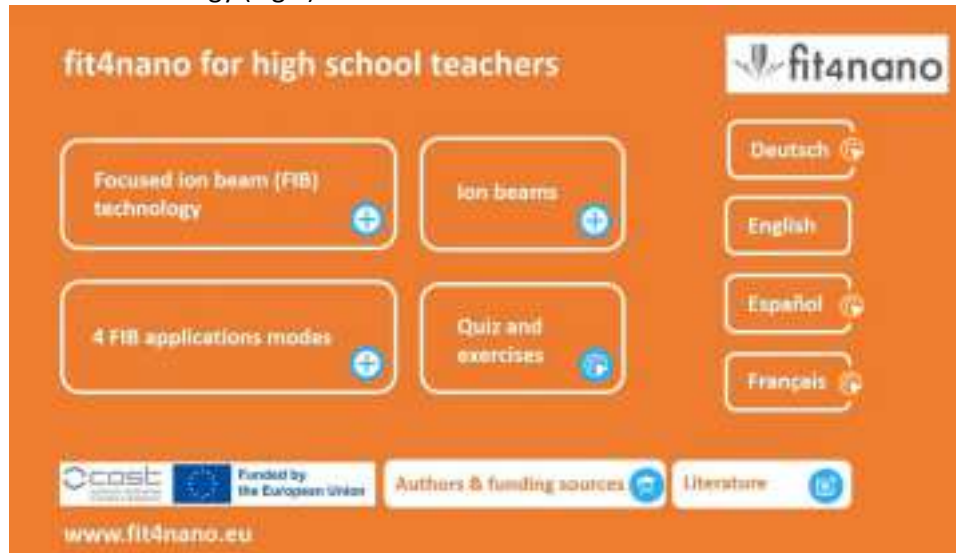 fit4nano for high school teachers
fit4nano
Focused ion beam (FIB)
technology
Ion beams
Deutsch
English
4 FIB applications modes
Quiz and
exercises
Español
Français
cost
Funded by
the European Union
Authors & funding sources
Literature
www.fit4nano.eu